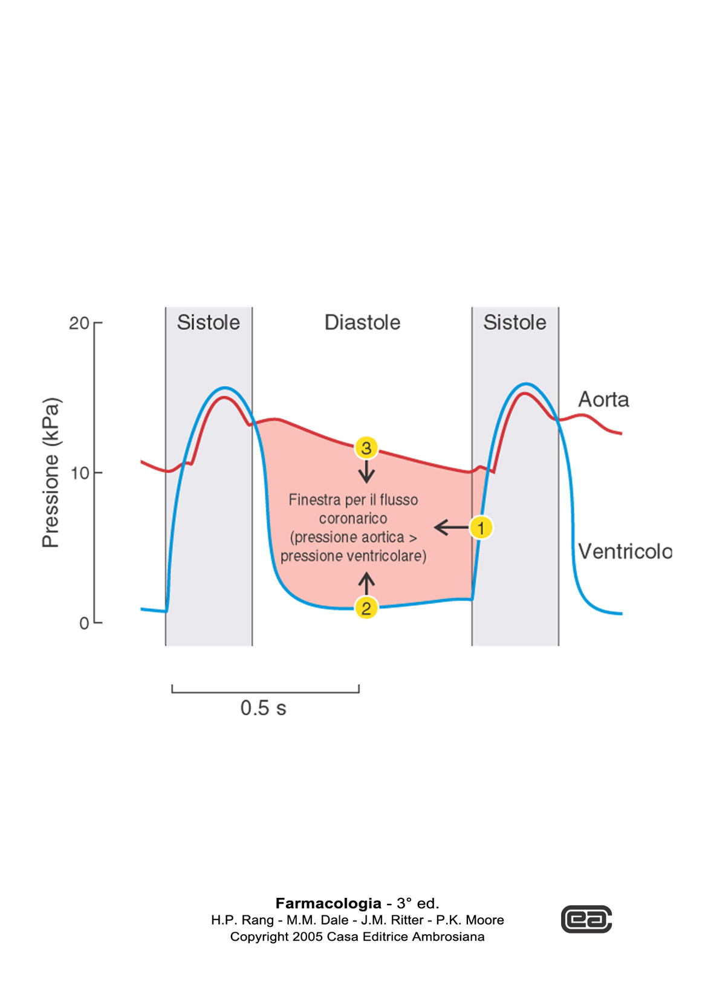 20
Sistole
Diastole
Sistole
Aorta
Pressione (kPa)
3
10
Finestra per il flusso
coronarico
(pressione aortica >
pressione ventricolare)
1
Ventricolo
2
0
0.5 s
Farmacologia - 3° ed.
H.P. Rang - M.M. Dale - J.M. Ritter - P.K. Moore
Copyright 2005 Casa Editrice Ambrosiana
ea